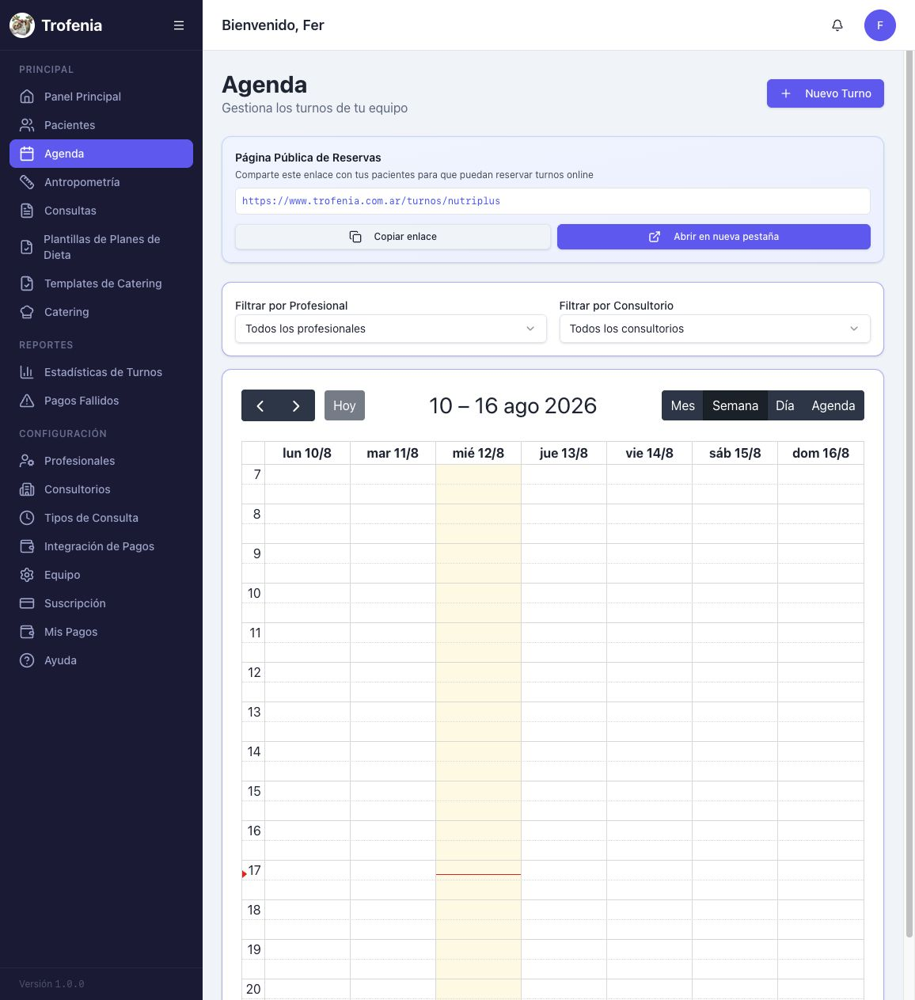 Trofenia
PRINCIPAL
Panel Principal
Pacientes
Agenda
Antropometría
Consultas
Plantillas de Planes de
Dieta
Templates de Catering
Catering
REPORTES
Estadísticas de Turnos
Pagos Fallidos
CONFIGURACIÓN
Profesionales
Consultorios
Tipos de Consulta
Integración de Pagos
Equipo
Suscripción
Mis Pagos
Ayuda
Versión 1.0.0
Bienvenido, Fer
F
Agenda
Gestiona los turnos de tu equipo
Nuevo Turno
Página Pública de Reservas
Comparte este enlace con tus pacientes para que puedan reservar turnos online
https://www.trofenia.com.ar/turnos/nutriplus
Copiar enlace
Abrir en nueva pestaña
Filtrar por Profesional
Todos los profesionales
Filtrar por Consultorio
Todos los consultorios
Hoy
10 – 16 ago 2026
Mes Semana Día Agenda
lun 10/8 mar 11/8 mié 12/8 jue 13/8 vie 14/8 sáb 15/8 dom 16/8
7
8
9
10
11
12
13
14
15
16
17
18
19
20